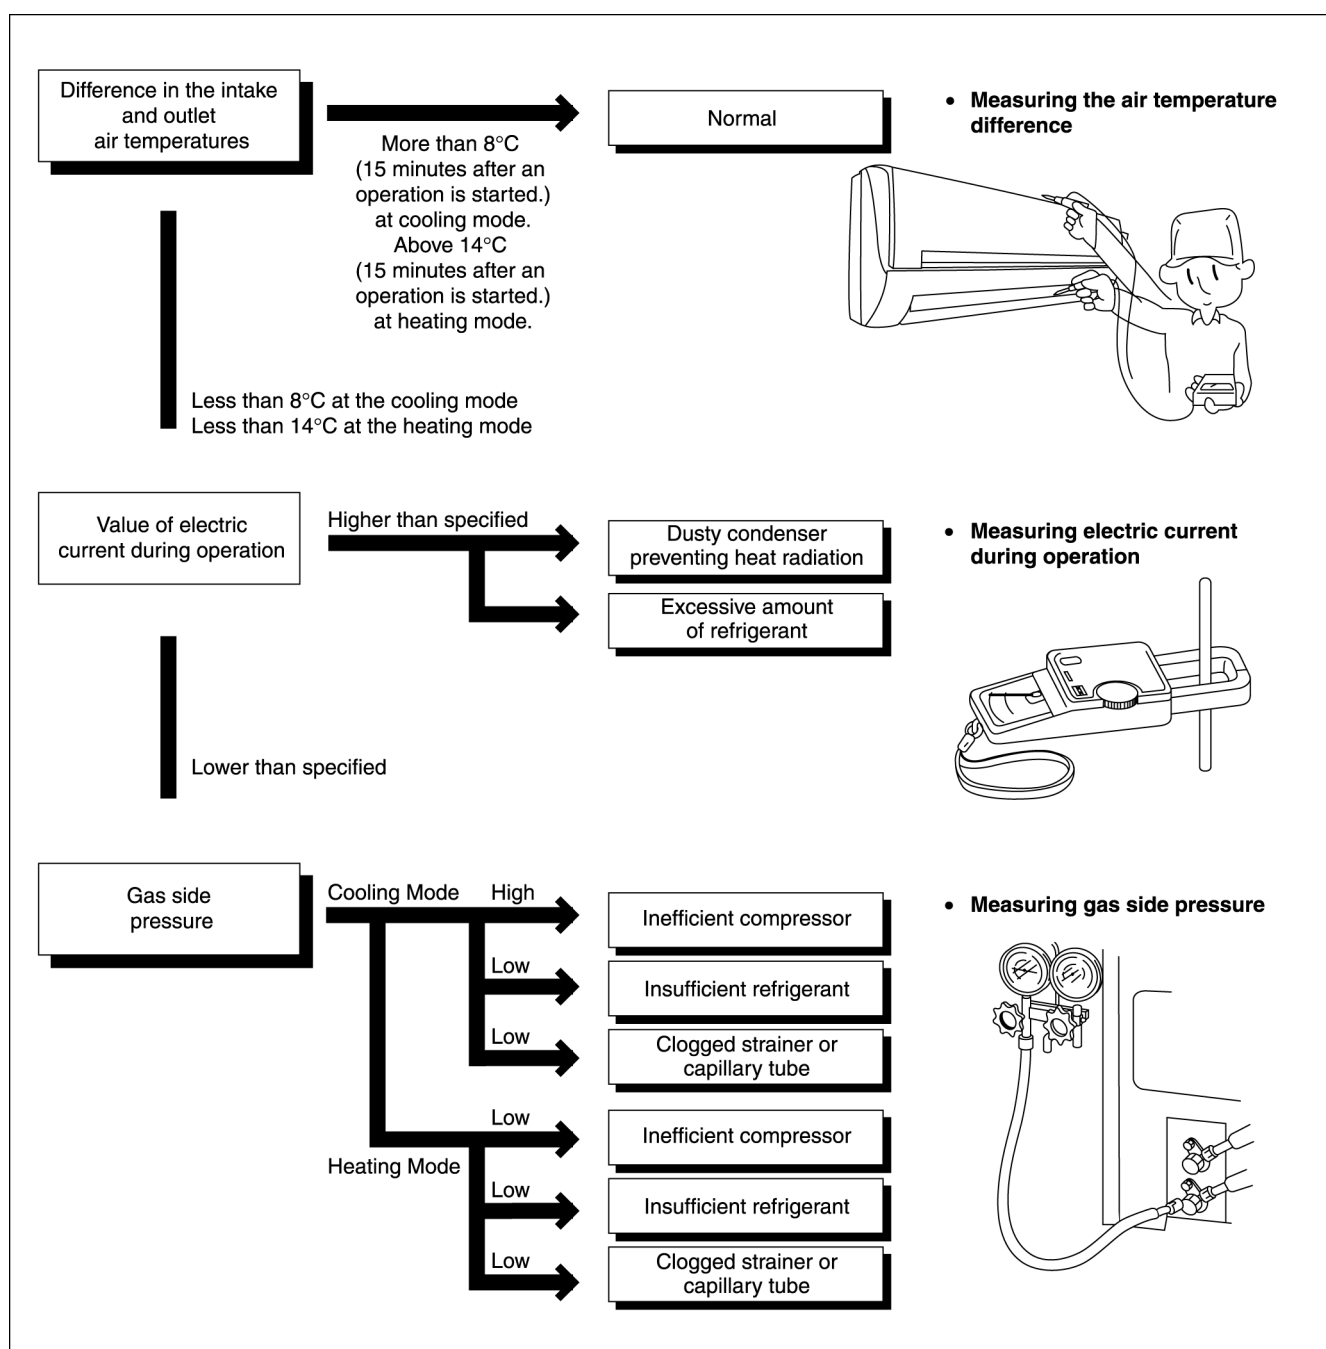 Difference in the intake
and outlet
air temperatures
More than 8°C
(15 minutes after an
operation is started.)
at cooling mode.
Above 14°C
(15 minutes after an
operation is started.)
at heating mode.
Normal
• Measuring the air temperature
difference
Less than 8°C at the cooling mode
Less than 14°C at the heating mode
Value of electric
current during operation
Higher than specified
Dusty condenser
preventing heat radiation
Excessive amount
of refrigerant
• Measuring electric current
during operation
Lower than specified
Gas side
pressure
Cooling Mode
High
Inefficient compressor
Low
Insufficient refrigerant
Low
Clogged strainer or
capillary tube
Heating Mode
Low
Inefficient compressor
Low
Insufficient refrigerant
Low
Clogged strainer or
capillary tube
• Measuring gas side pressure